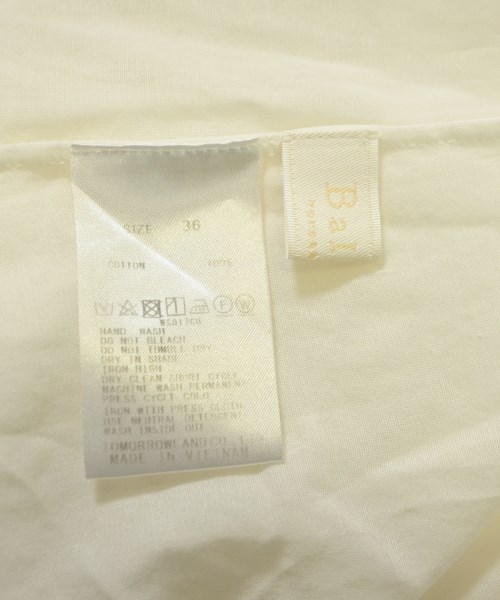 SIZE 36
COTTON 100%
F W
WS017C0
HAND WASH
DO NOT BLEACH
DO NOT TUMBLE DRY
DRY IN SHADE
IRON HIGH
DRY CLEAN SHORT CYCLE
MACHINE WASH PERMANENT
PRESS CYCLE COLD
IRON WITH PRESS CLOTH
USE NEUTRAL DETERGENT
WASH INSIDE OUT
TOMORROWLAND CO.,LTD.
MADE IN VIETNAM
Bal